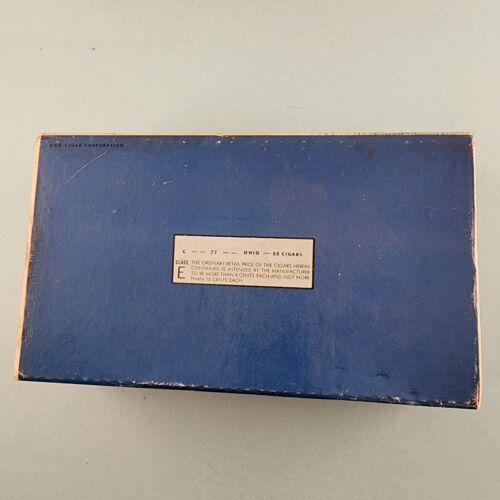 CIGAR CORPORATION
C — — 77 — — OHIO — 50 CIGARS
CLASS E
THE ORDINARY RETAIL PRICE OF THE CIGARS HEREIN
CONTAINED IS INTENDED BY THE MANUFACTURER
TO BE MORE THAN 8 CENTS EACH AND NOT MORE
THAN 15 CENTS EACH